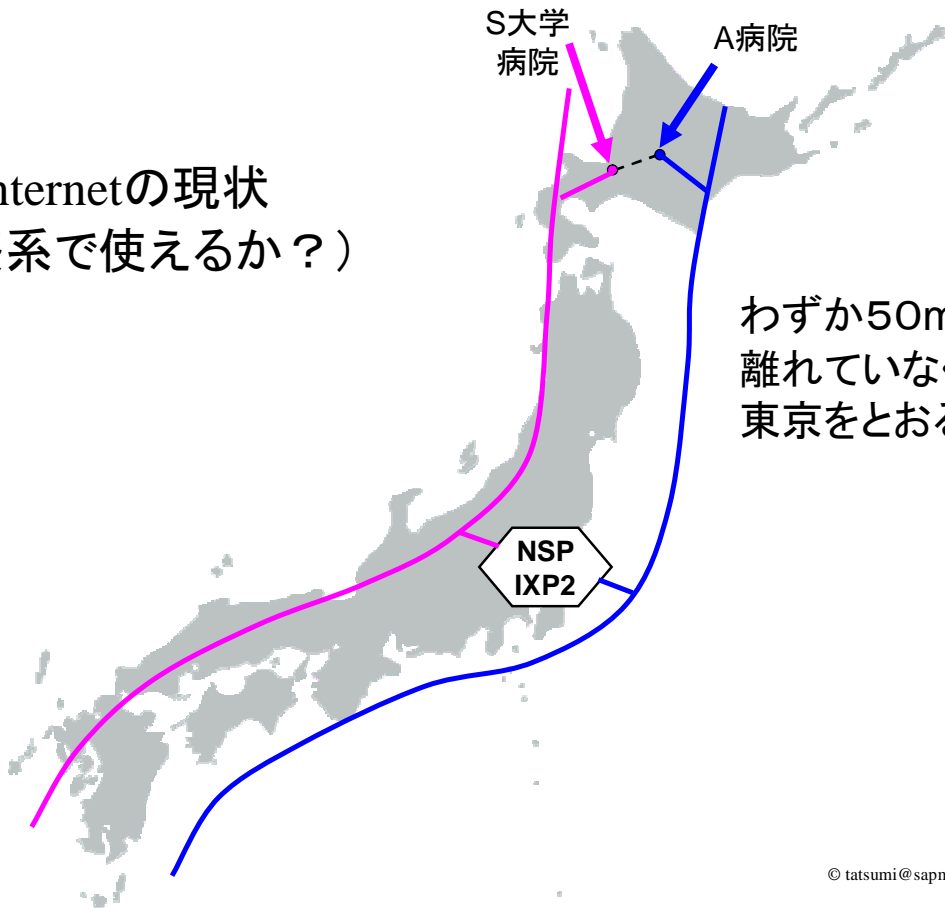 S大学
病院
A病院
nternetの現状
系で使えるか？）
わずか５０m
離れていな
東京をとおる
NSP
IXP2
© tatsumi@sapm